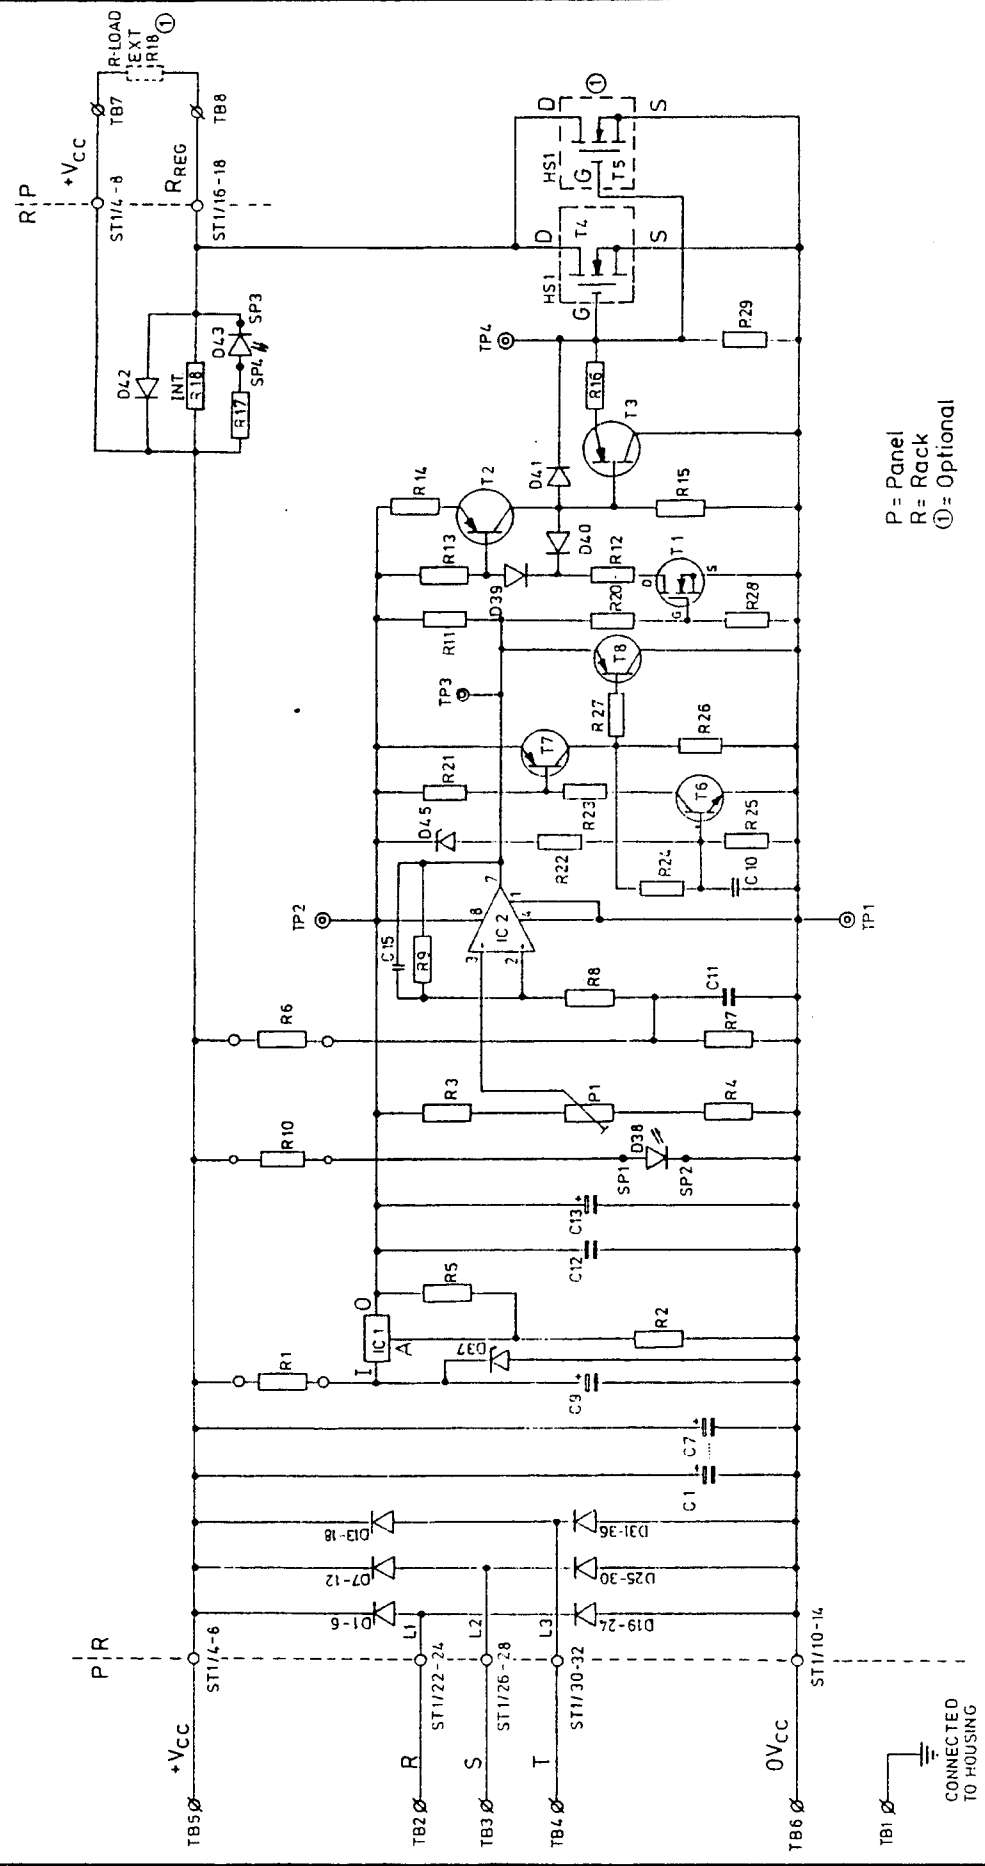 R-LOAD
EXT
R18
①
TB7
TB8
+VCC
RREG
R¦P
ST1/4-8
ST1/16-18
D42
INT.
R18
R17
D43
SP3
SP4
D
HS1
G
T5
S
①
D
HS1
G
T4
S
TP4
R29
R16
T3
D41
R15
R14
T2
D40
R13
D39
R12
T1
D
G
S
R11
R20
R28
T8
TP3
R27
R26
T7
R21
R23
T6
D45
R22
R25
R24
C10
TP2
TP1
C15
R9
IC 2
8
7
1
4
3
2
R8
C11
R6
R7
R3
P1
R4
R10
D38
SP1
SP2
C13
C12
R5
O
IC 1
A
I
R2
D37
R1
C9
C7
C1
D13-18
D31-36
D7-12
D25-30
D1-6
D19-24
L1
L2
L3
P¦R
ST1/4-6
ST1/22-24
ST1/26-28
ST1/30-32
ST1/10-14
+VCC
R
S
T
0VCC
TB5
TB2
TB3
TB4
TB6
TB1
CONNECTED
TO HOUSING
P= Panel
R= Rack
①= Optional